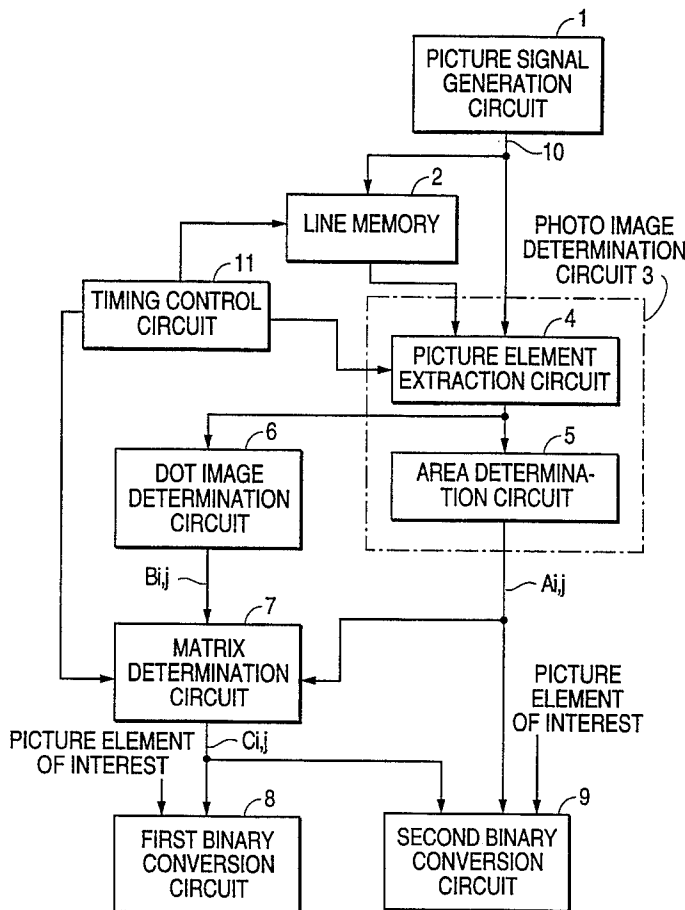 1
PICTURE SIGNAL
GENERATION
CIRCUIT
10
2
LINE MEMORY
PHOTO IMAGE
DETERMINATION
CIRCUIT 3
11
TIMING CONTROL
CIRCUIT
4
PICTURE ELEMENT
EXTRACTION CIRCUIT
6
DOT IMAGE
DETERMINATION
CIRCUIT
5
AREA DETERMINA-
TION CIRCUIT
Bi,j
Ai,j
7
MATRIX
DETERMINATION
CIRCUIT
PICTURE
ELEMENT
OF INTEREST
Ci,j
PICTURE ELEMENT
OF INTEREST
8
FIRST BINARY
CONVERSION
CIRCUIT
9
SECOND BINARY
CONVERSION
CIRCUIT